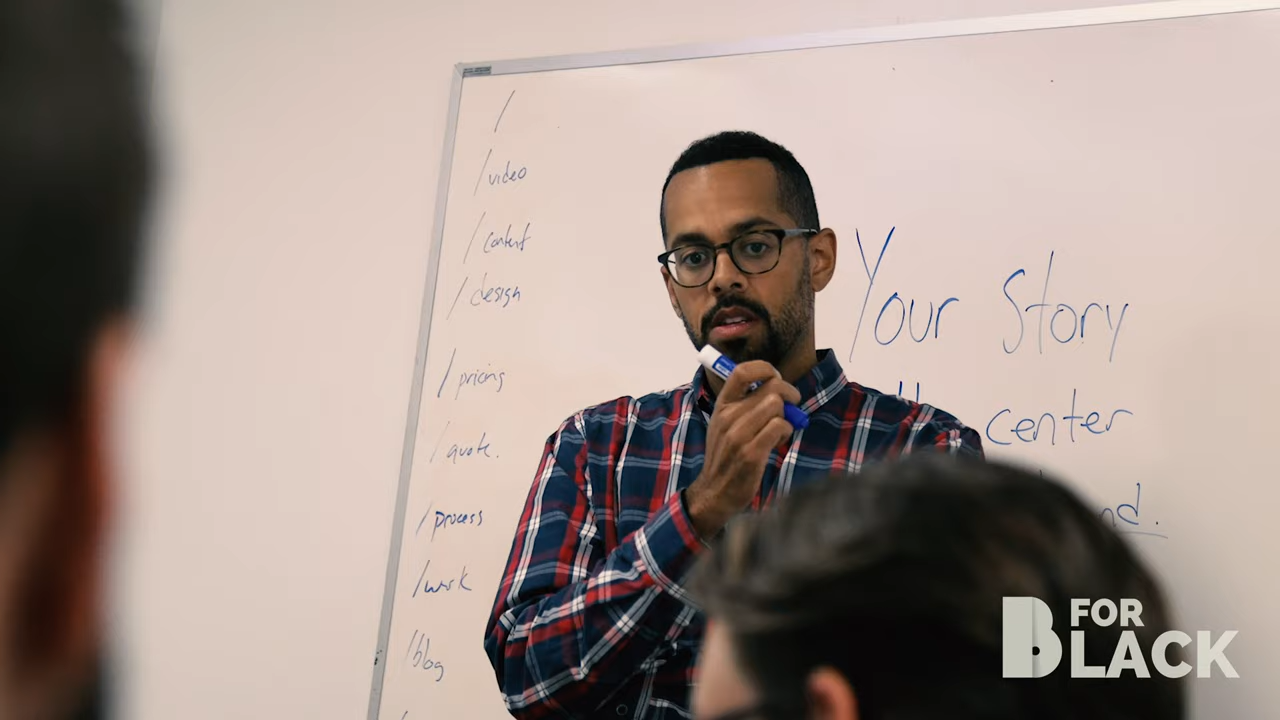 /
/video
/content
/design
/pricing
/quote.
/process
/work
/blog
Your Story
center
B FOR
BLACK